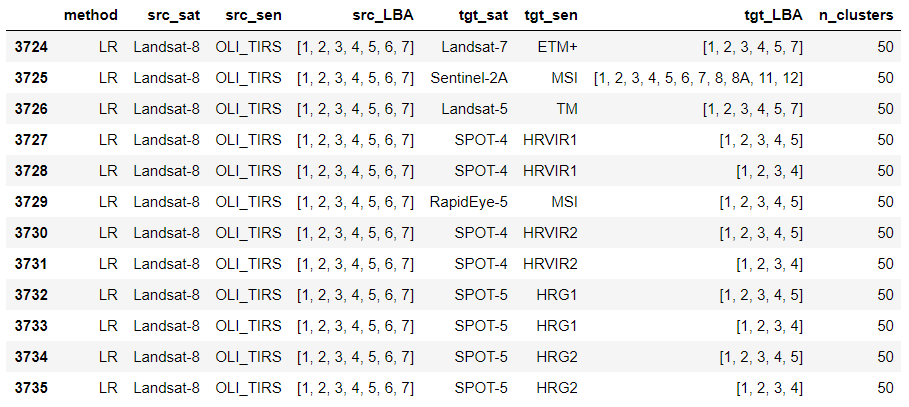 method src_sat src_sen src_LBA tgt_sat tgt_sen tgt_LBA n_clusters
3724 LR Landsat-8 OLI_TIRS [1, 2, 3, 4, 5, 6, 7] Landsat-7 ETM+ [1, 2, 3, 4, 5, 7] 50
3725 LR Landsat-8 OLI_TIRS [1, 2, 3, 4, 5, 6, 7] Sentinel-2A MSI [1, 2, 3, 4, 5, 6, 7, 8, 8A, 11, 12] 50
3726 LR Landsat-8 OLI_TIRS [1, 2, 3, 4, 5, 6, 7] Landsat-5 TM [1, 2, 3, 4, 5, 7] 50
3727 LR Landsat-8 OLI_TIRS [1, 2, 3, 4, 5, 6, 7] SPOT-4 HRVIR1 [1, 2, 3, 4, 5] 50
3728 LR Landsat-8 OLI_TIRS [1, 2, 3, 4, 5, 6, 7] SPOT-4 HRVIR1 [1, 2, 3, 4] 50
3729 LR Landsat-8 OLI_TIRS [1, 2, 3, 4, 5, 6, 7] RapidEye-5 MSI [1, 2, 3, 4, 5] 50
3730 LR Landsat-8 OLI_TIRS [1, 2, 3, 4, 5, 6, 7] SPOT-4 HRVIR2 [1, 2, 3, 4, 5] 50
3731 LR Landsat-8 OLI_TIRS [1, 2, 3, 4, 5, 6, 7] SPOT-4 HRVIR2 [1, 2, 3, 4] 50
3732 LR Landsat-8 OLI_TIRS [1, 2, 3, 4, 5, 6, 7] SPOT-5 HRG1 [1, 2, 3, 4, 5] 50
3733 LR Landsat-8 OLI_TIRS [1, 2, 3, 4, 5, 6, 7] SPOT-5 HRG1 [1, 2, 3, 4] 50
3734 LR Landsat-8 OLI_TIRS [1, 2, 3, 4, 5, 6, 7] SPOT-5 HRG2 [1, 2, 3, 4, 5] 50
3735 LR Landsat-8 OLI_TIRS [1, 2, 3, 4, 5, 6, 7] SPOT-5 HRG2 [1, 2, 3, 4] 50